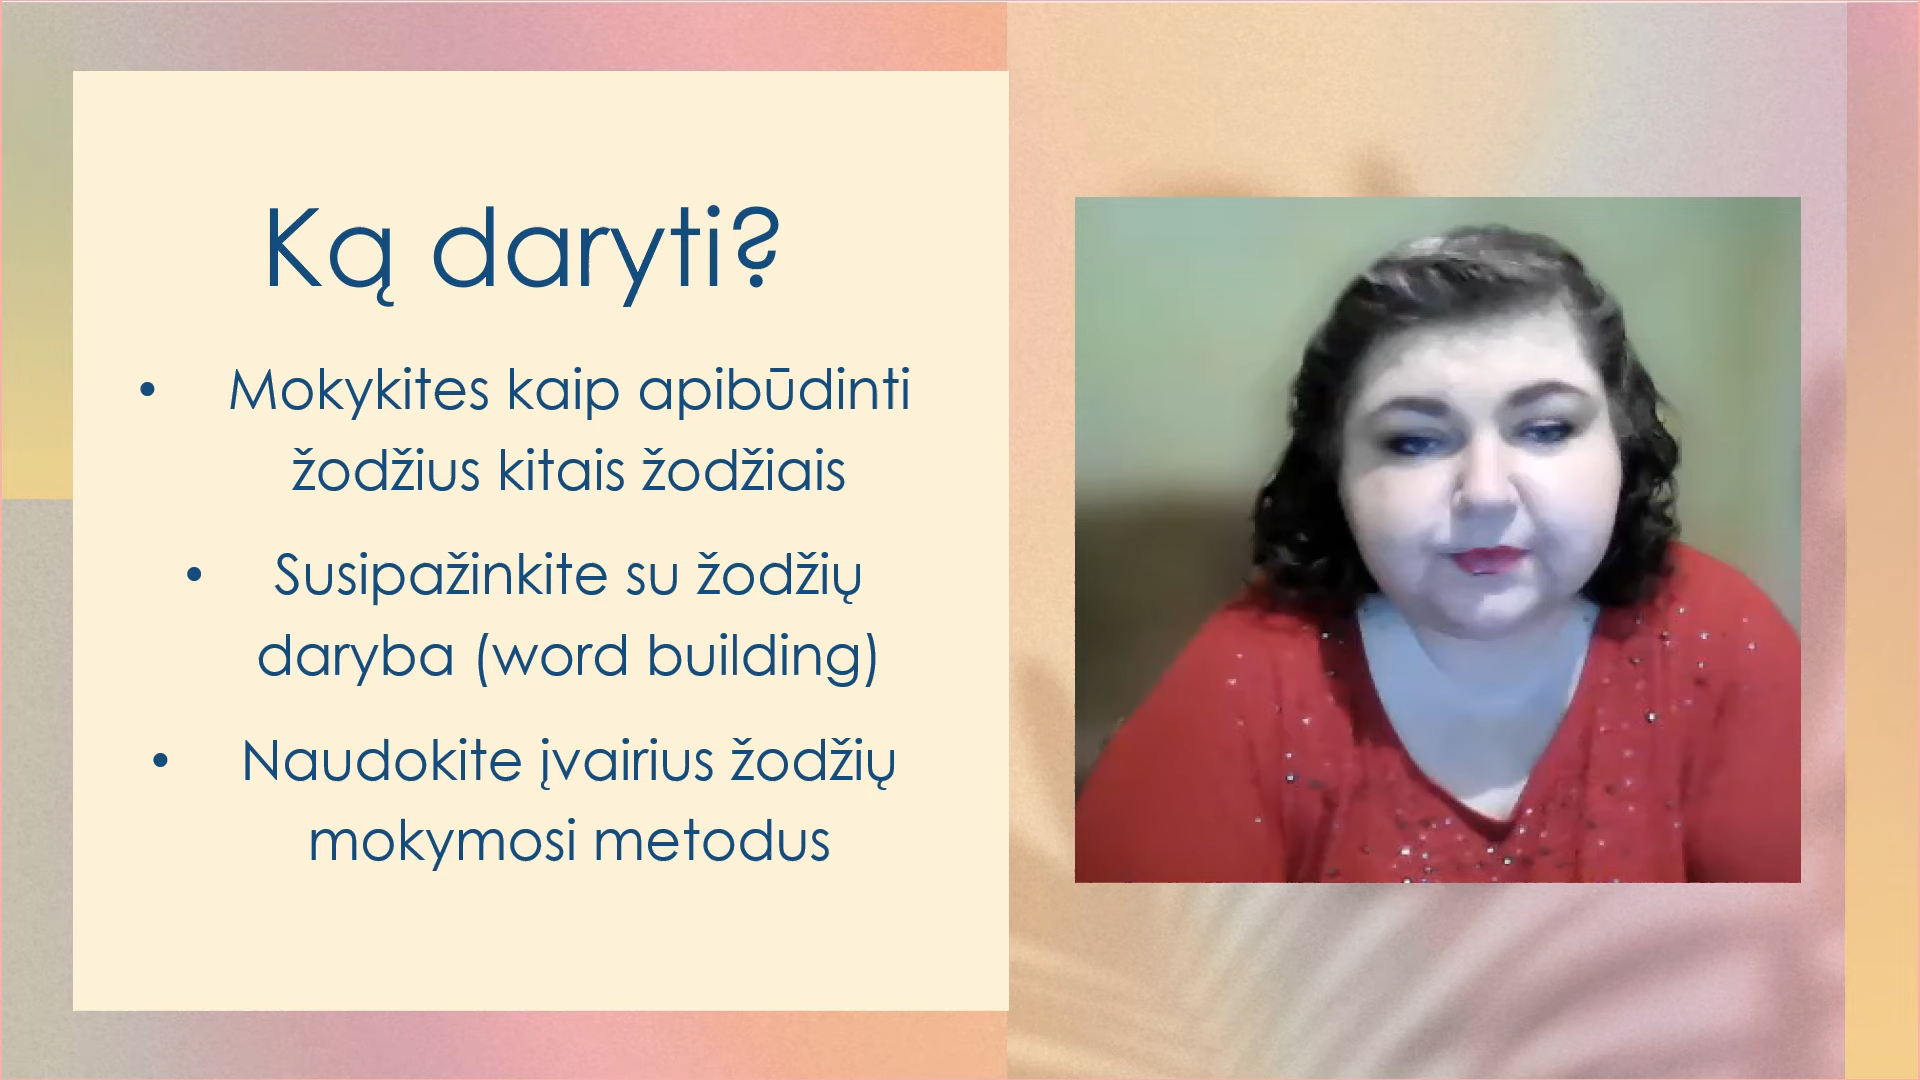 Ką daryti?
• Mokykites kaip apibūdinti
žodžius kitais žodžiais
• Susipažinkite su žodžių
daryba (word building)
• Naudokite įvairius žodžių
mokymosi metodus